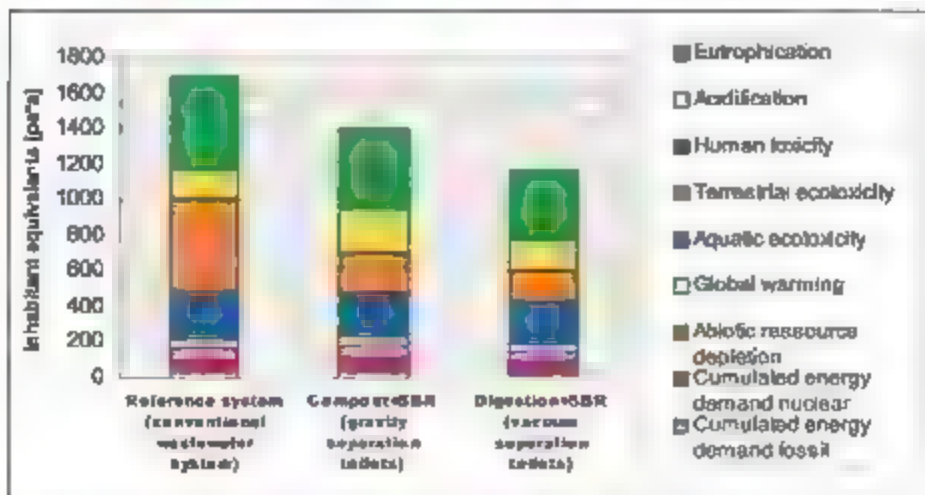 Inhabitant equivalents [pe*a]
1800
1600
1400
1200
1000
800
600
400
200
0
Reference system
(conventional
wastewater
system)
Compost+SBR
(gravity
separation
toilets)
Digestion+SBR
(vacuum
separation
toilets)
Eutrophication
Acidification
Human toxicity
Terrestrial ecotoxicity
Aquatic ecotoxicity
Global warming
Abiotic ressource
depletion
Cumulated energy
demand nuclear
Cumulated energy
demand fossil